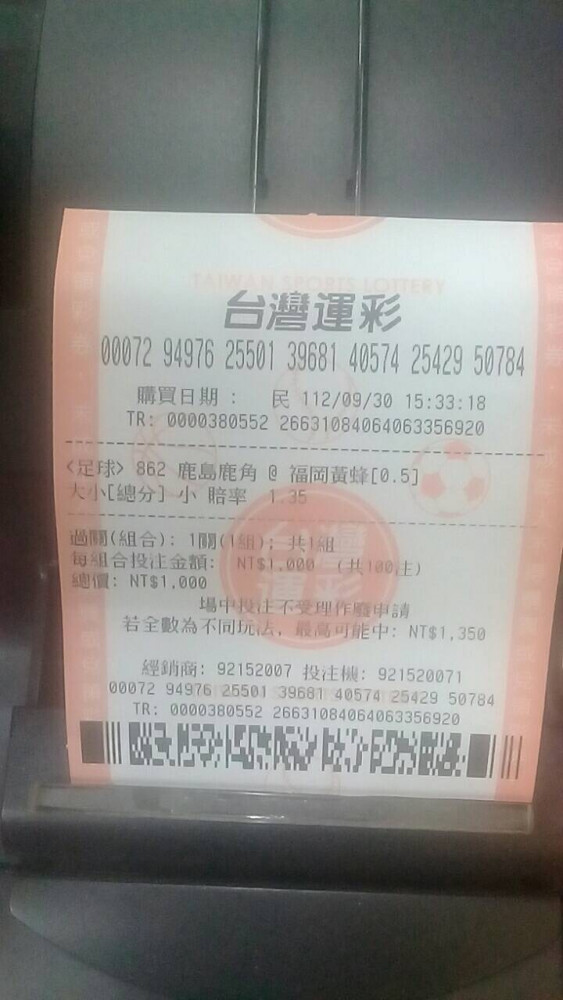 TAIWAN SPORTS LOTTERY
台灣運彩
00072 94976 25501 39681 40574 25429 50784
購買日期 : 民 112/09/30 15:33:18
TR: 0000380552 26631084064063356920
<足球> 862 鹿島鹿角 @ 福岡黃蜂[0.5]
大小[總分] 小 賠率 1.35
過關(組合): 1關(1組); 共1組
每組合投注金額: NT$1,000 (共100注)
總價: NT$1,000
場中投注不受理作廢申請
若全數為不同玩法, 最高可能中: NT$1,350
經銷商: 92152007 投注機: 921520071
00072 94976 25501 39681 40574 25429 50784
TR: 0000380552 26631084064063356920
台灣運彩